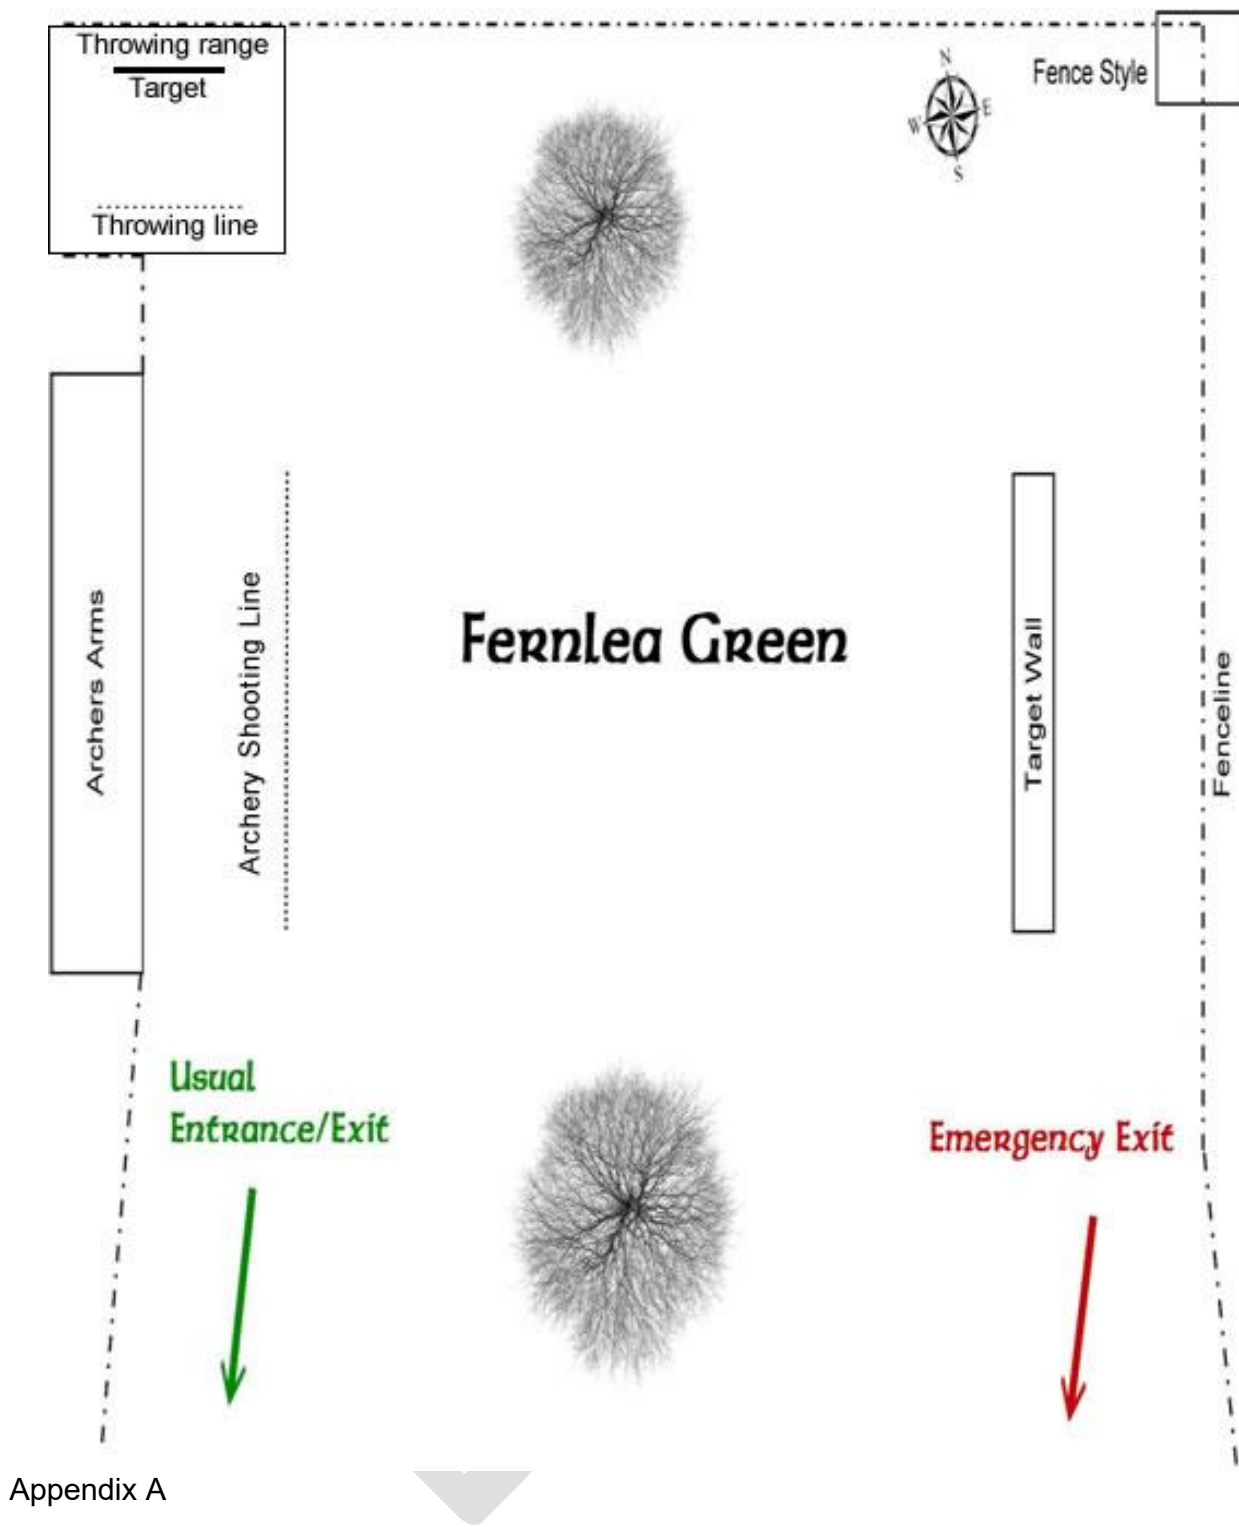 Throwing range
Target
Throwing line
N
W
E
S
Fence Style
Archers Arms
Archery Shooting Line
Fernlea Green
Target Wall
Fenceline
Usual
Entrance/Exit
Emergency Exit
Appendix A